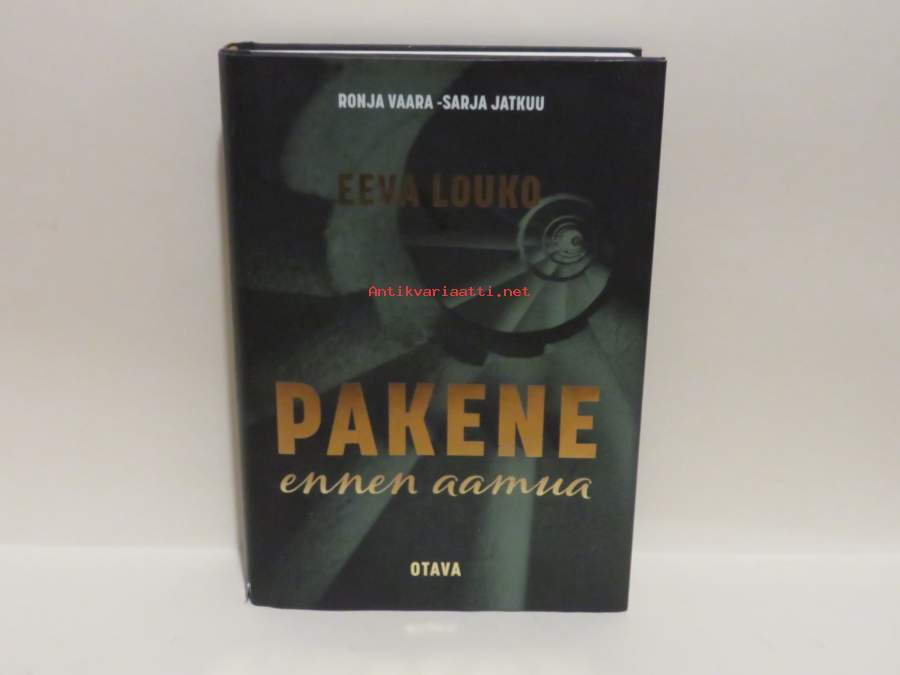 RONJA VAARA -SARJA JATKUU
EEVA LOUKO
Antikvariaatti.net
PAKENE
ennen aamua
OTAVA